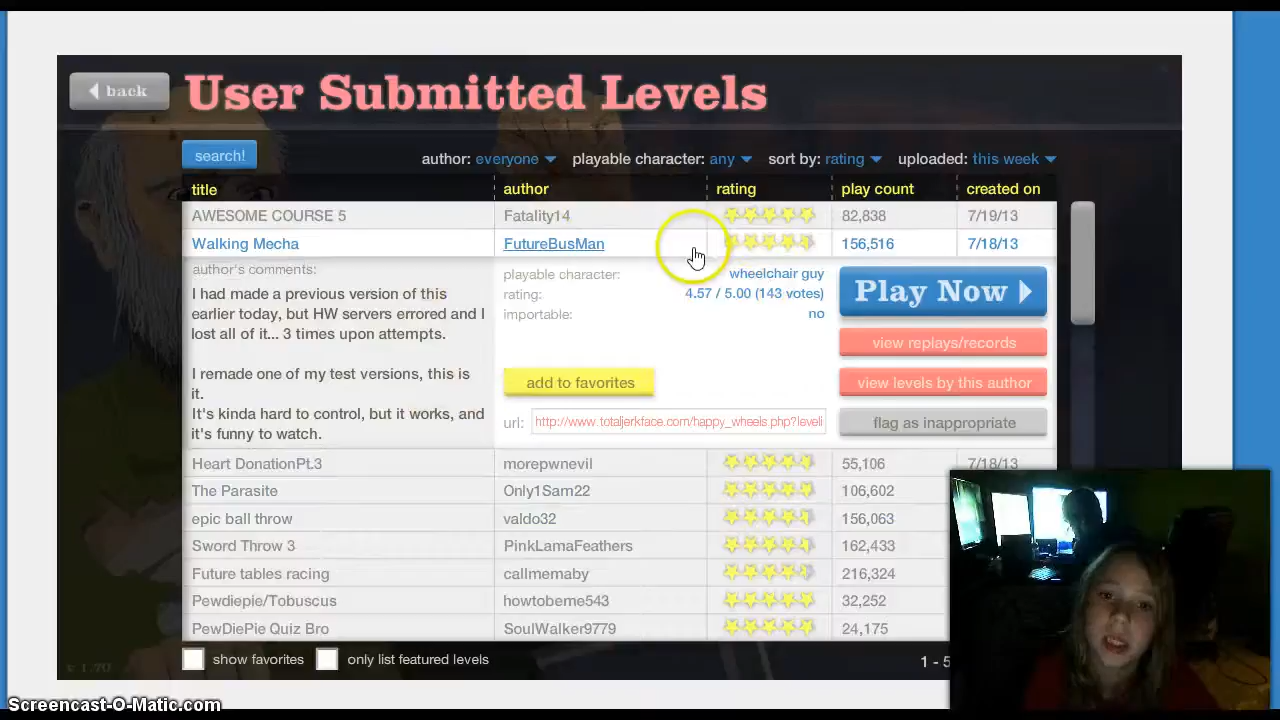 back
User Submitted Levels
search!
author: everyone playable character: any sort by: rating uploaded: this week
title author rating play count created on
AWESOME COURSE 5 Fatality14 82,838 7/19/13
Walking Mecha FutureBusMan 156,516 7/18/13
author's comments:
I had made a previous version of this
earlier today, but HW servers errored and I
lost all of it... 3 times upon attempts.
I remade one of my test versions, this is
it.
It's kinda hard to control, but it works, and
it's funny to watch.
playable character: wheelchair guy
rating: 4.57 / 5.00 (143 votes)
importable: no
add to favorites
url: http://www.totaljerkface.com/happy_wheels.php?leveli
Play Now
view replays/records
view levels by this author
flag as inappropriate
Heart DonationPt.3 morepwnevil 55,106 7/18/13
The Parasite Only1Sam22 106,602
epic ball throw valdo32 156,063
Sword Throw 3 PinkLamaFeathers 162,433
Future tables racing callmemaby 216,324
Pewdiepie/Tobuscus howtobeme543 32,252
PewDiePie Quiz Bro SoulWalker9779 24,175
show favorites only list featured levels 1 - 5
v 1.70
Screencast-O-Matic.com